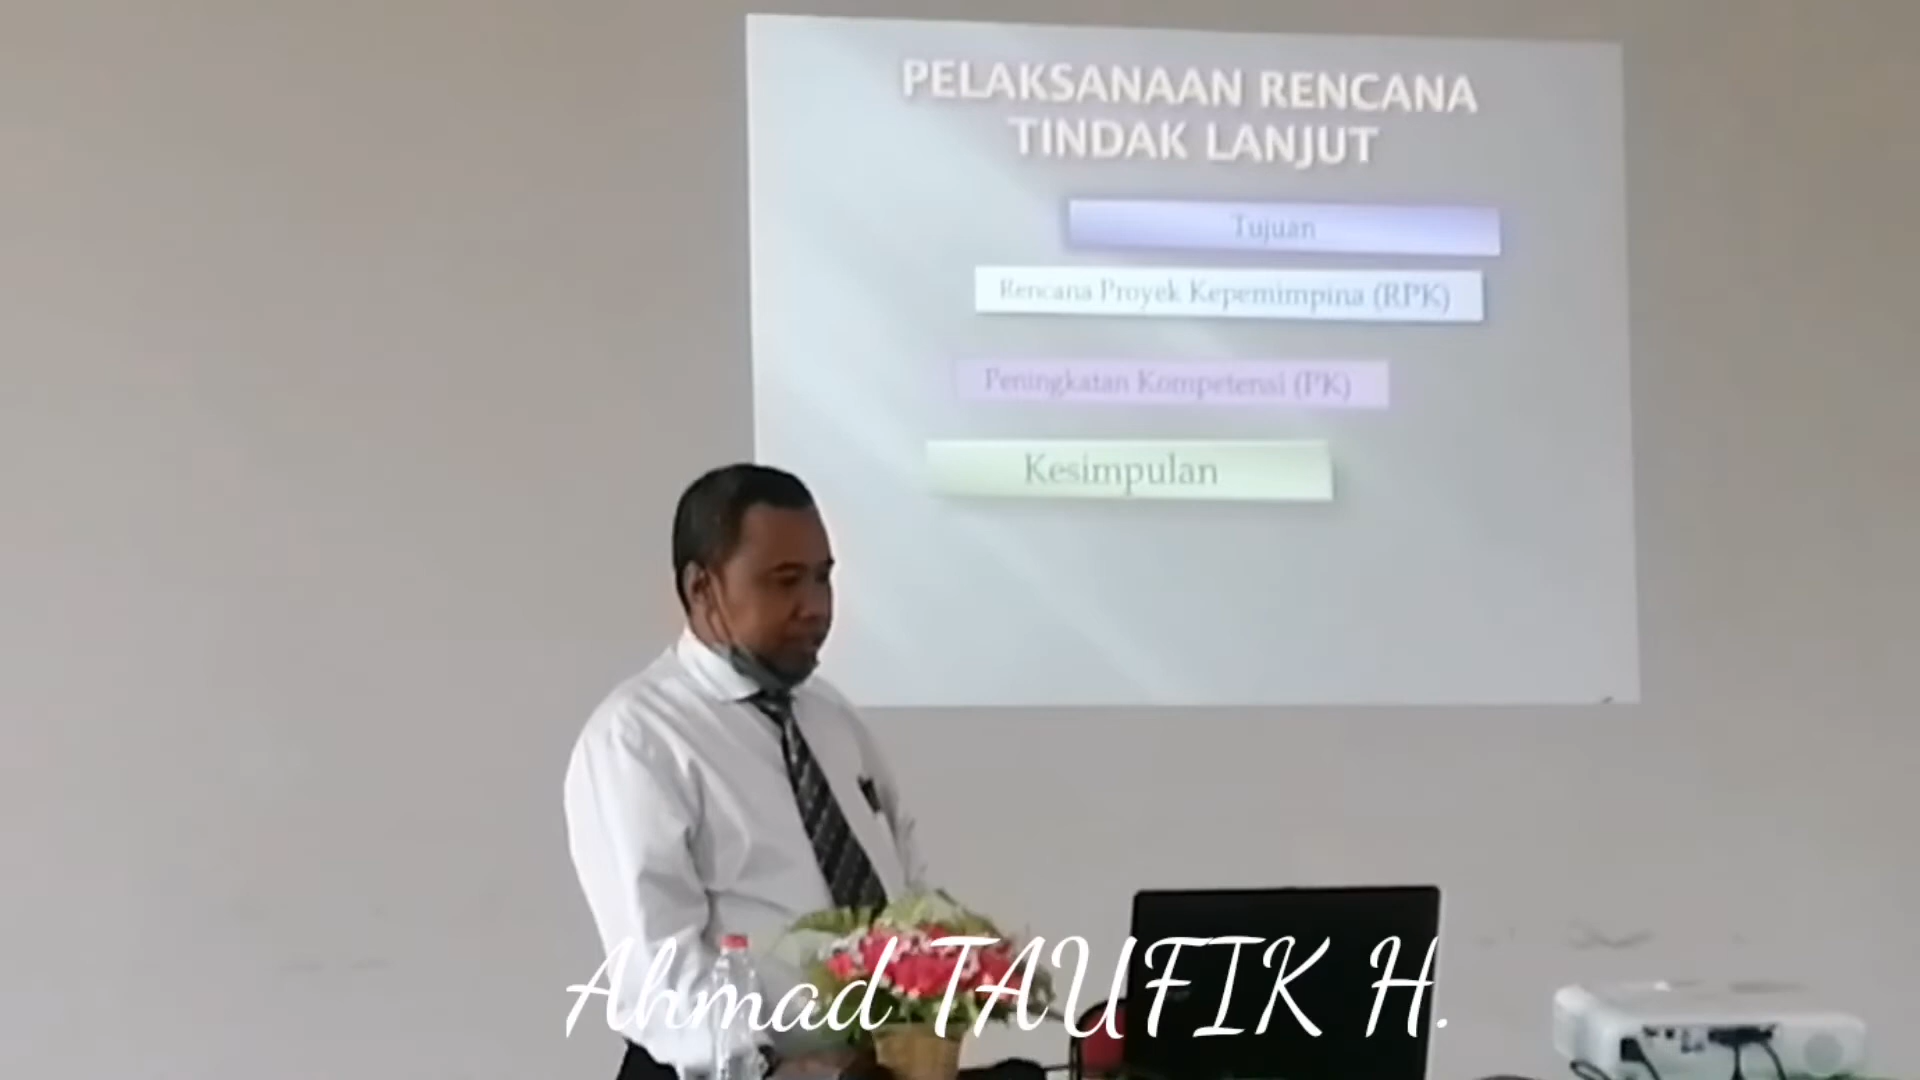 PELAKSANAAN RENCANA
TINDAK LANJUT
Tujuan
Rencana Proyek Kepemimpina (RPK)
Peningkatan Kompetensi (PK)
Kesimpulan
Ahmad TAUFIK H.